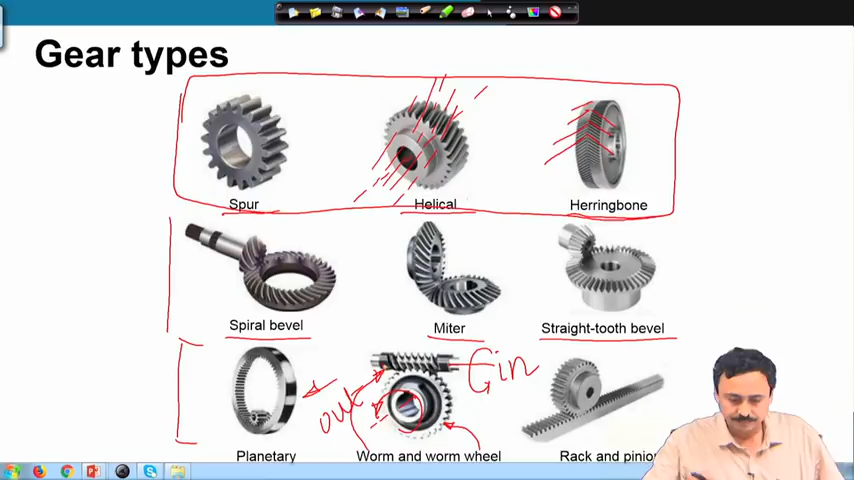 Gear types
Spur
Helical
Herringbone
Spiral bevel
Miter
Straight-tooth bevel
in
out
Planetary
Worm and worm wheel
Rack and pinion